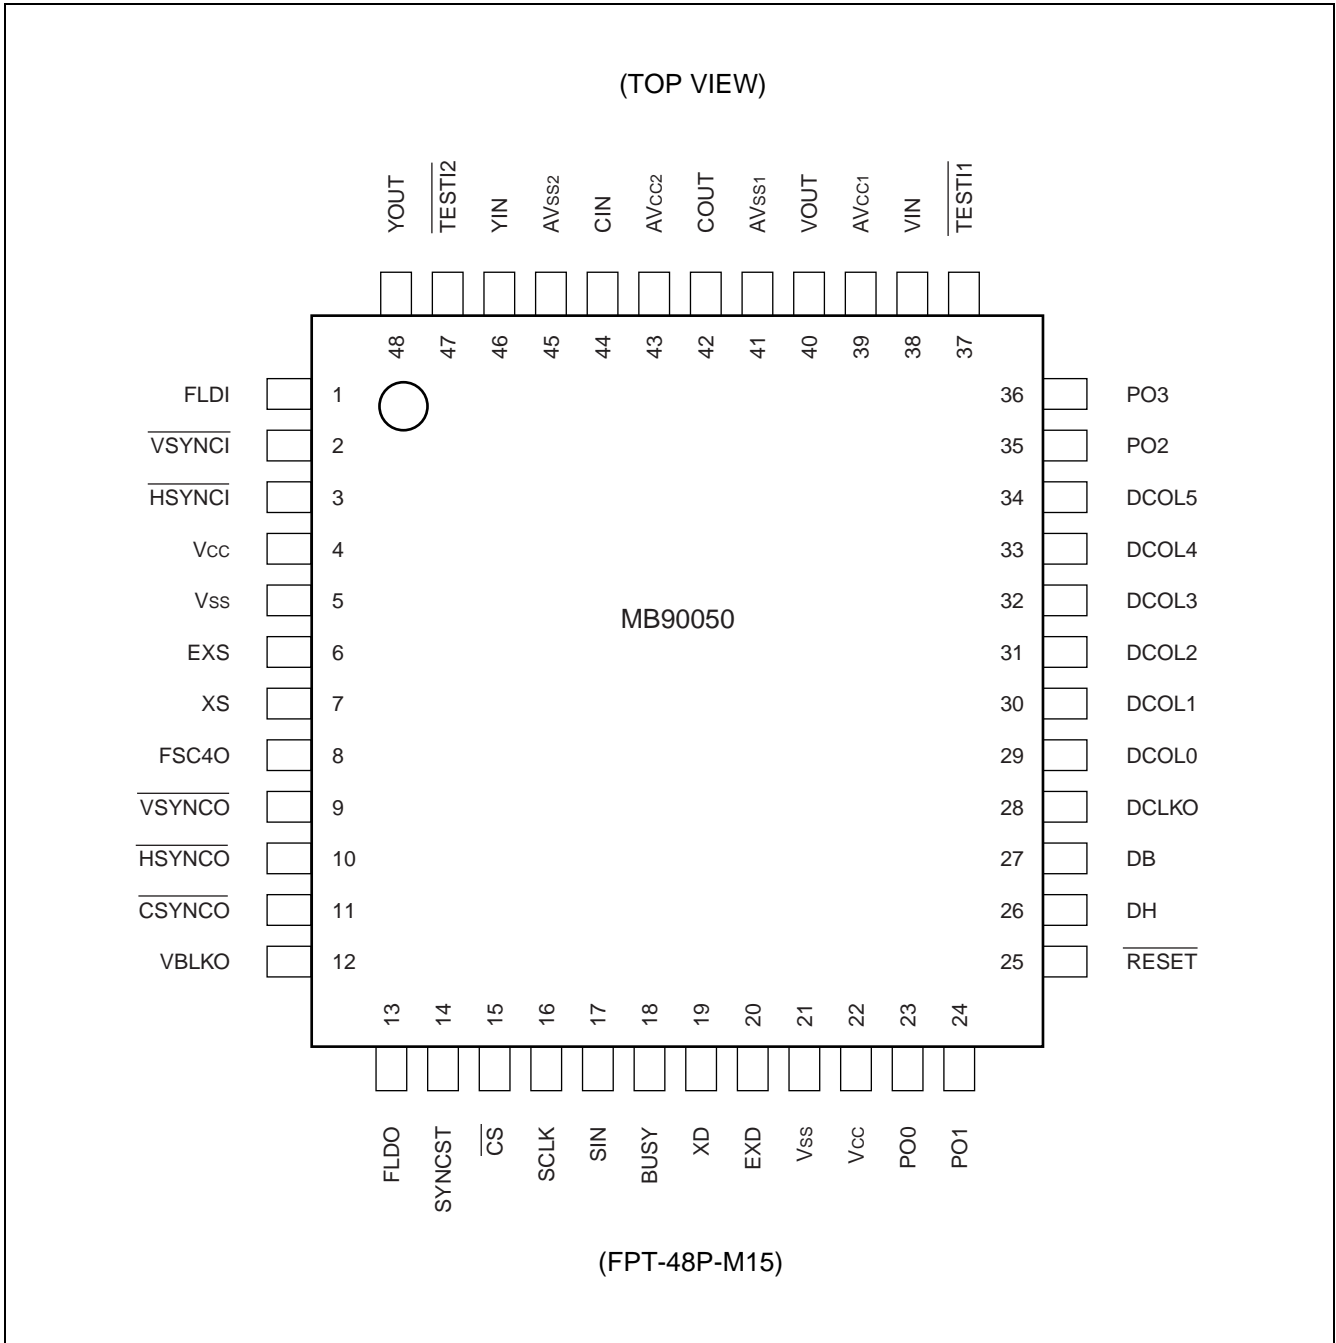 (TOP VIEW)
YOUT TESTI2 YIN AVSS2 CIN AVCC2 COUT AVSS1 VOUT AVCC1 VIN TESTI1
48 47 46 45 44 43 42 41 40 39 38 37
FLDI 1 36 PO3
VSYNCI 2 35 PO2
HSYNCI 3 34 DCOL5
VCC 4 33 DCOL4
VSS 5 32 DCOL3
MB90050
EXS 6 31 DCOL2
XS 7 30 DCOL1
FSC4O 8 29 DCOL0
VSYNCO 9 28 DCLKO
HSYNCO 10 27 DB
CSYNCO 11 26 DH
VBLKO 12 25 RESET
13 14 15 16 17 18 19 20 21 22 23 24
FLDO SYNCST CS SCLK SIN BUSY XD EXD VSS VCC PO0 PO1
(FPT-48P-M15)